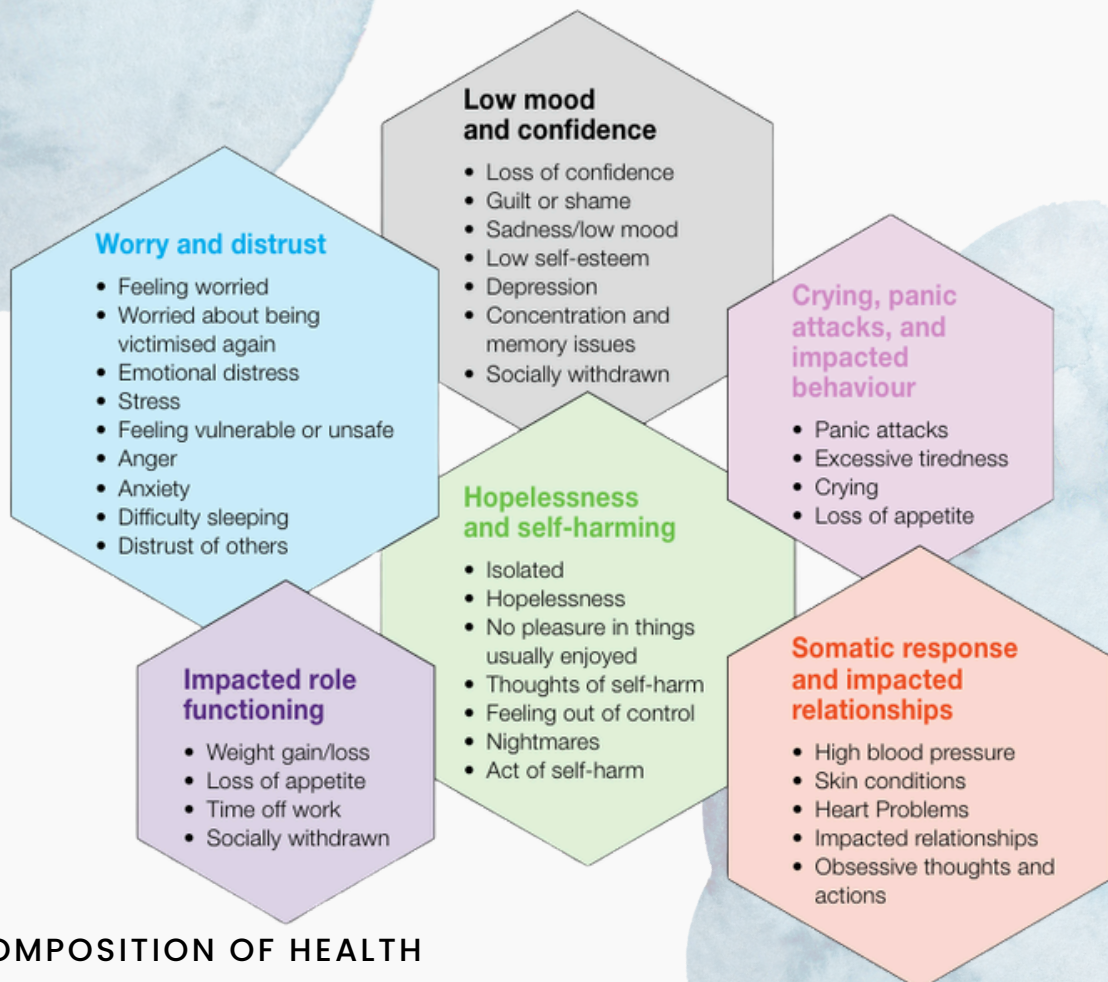 Low mood
and confidence
• Loss of confidence
• Guilt or shame
• Sadness/low mood
• Low self-esteem
• Depression
• Concentration and
memory issues
• Socially withdrawn
Worry and distrust
• Feeling worried
• Worried about being
victimised again
• Emotional distress
• Stress
• Feeling vulnerable or unsafe
• Anger
• Anxiety
• Difficulty sleeping
• Distrust of others
Crying, panic
attacks, and
impacted
behaviour
• Panic attacks
• Excessive tiredness
• Crying
• Loss of appetite
Hopelessness
and self-harming
• Isolated
• Hopelessness
• No pleasure in things
usually enjoyed
• Thoughts of self-harm
• Feeling out of control
• Nightmares
• Act of self-harm
Impacted role
functioning
• Weight gain/loss
• Loss of appetite
• Time off work
• Socially withdrawn
Somatic response
and impacted
relationships
• High blood pressure
• Skin conditions
• Heart Problems
• Impacted relationships
• Obsessive thoughts and
actions
OMPOSITION OF HEALTH